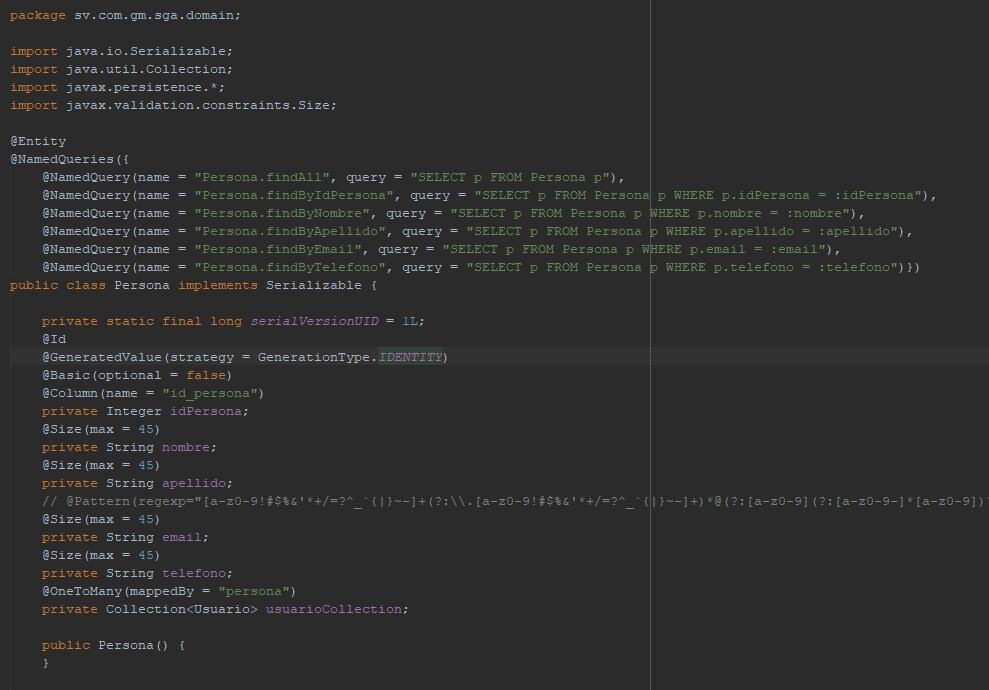 package sv.com.gm.sga.domain;
import java.io.Serializable;
import java.util.Collection;
import javax.persistence.*;
import javax.validation.constraints.Size;
@Entity
@NamedQueries({
@NamedQuery(name = "Persona.findAll", query = "SELECT p FROM Persona p"),
@NamedQuery(name = "Persona.findByIdPersona", query = "SELECT p FROM Persona p WHERE p.idPersona = :idPersona"),
@NamedQuery(name = "Persona.findByNombre", query = "SELECT p FROM Persona p WHERE p.nombre = :nombre"),
@NamedQuery(name = "Persona.findByApellido", query = "SELECT p FROM Persona p WHERE p.apellido = :apellido"),
@NamedQuery(name = "Persona.findByEmail", query = "SELECT p FROM Persona p WHERE p.email = :email"),
@NamedQuery(name = "Persona.findByTelefono", query = "SELECT p FROM Persona p WHERE p.telefono = :telefono")})
public class Persona implements Serializable {
private static final long serialVersionUID = 1L;
@Id
@GeneratedValue(strategy = GenerationType.IDENTITY)
@Basic(optional = false)
@Column(name = "id_persona")
private Integer idPersona;
@Size(max = 45)
private String nombre;
@Size(max = 45)
private String apellido;
// @Pattern(regexp="[a-z0-9!#$%&'*+/=?^_`{|}~-]+(?:\\.[a-z0-9!#$%&'*+/=?^_`{|}~-]+)*@(?:[a-z0-9](?:[a-z0-9-]*[a-z0-9])
@Size(max = 45)
private String email;
@Size(max = 45)
private String telefono;
@OneToMany(mappedBy = "persona")
private Collection<Usuario> usuarioCollection;
public Persona() {
}